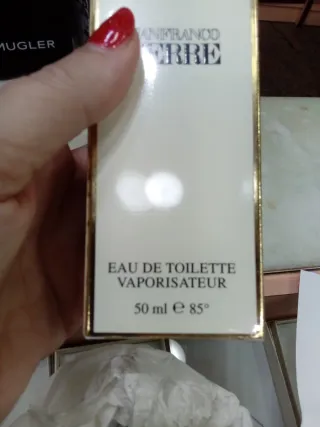 MUGLER
ANFRANCO
ERRE
EAU DE TOILETTE
VAPORISATEUR
50 ml ℮ 85°